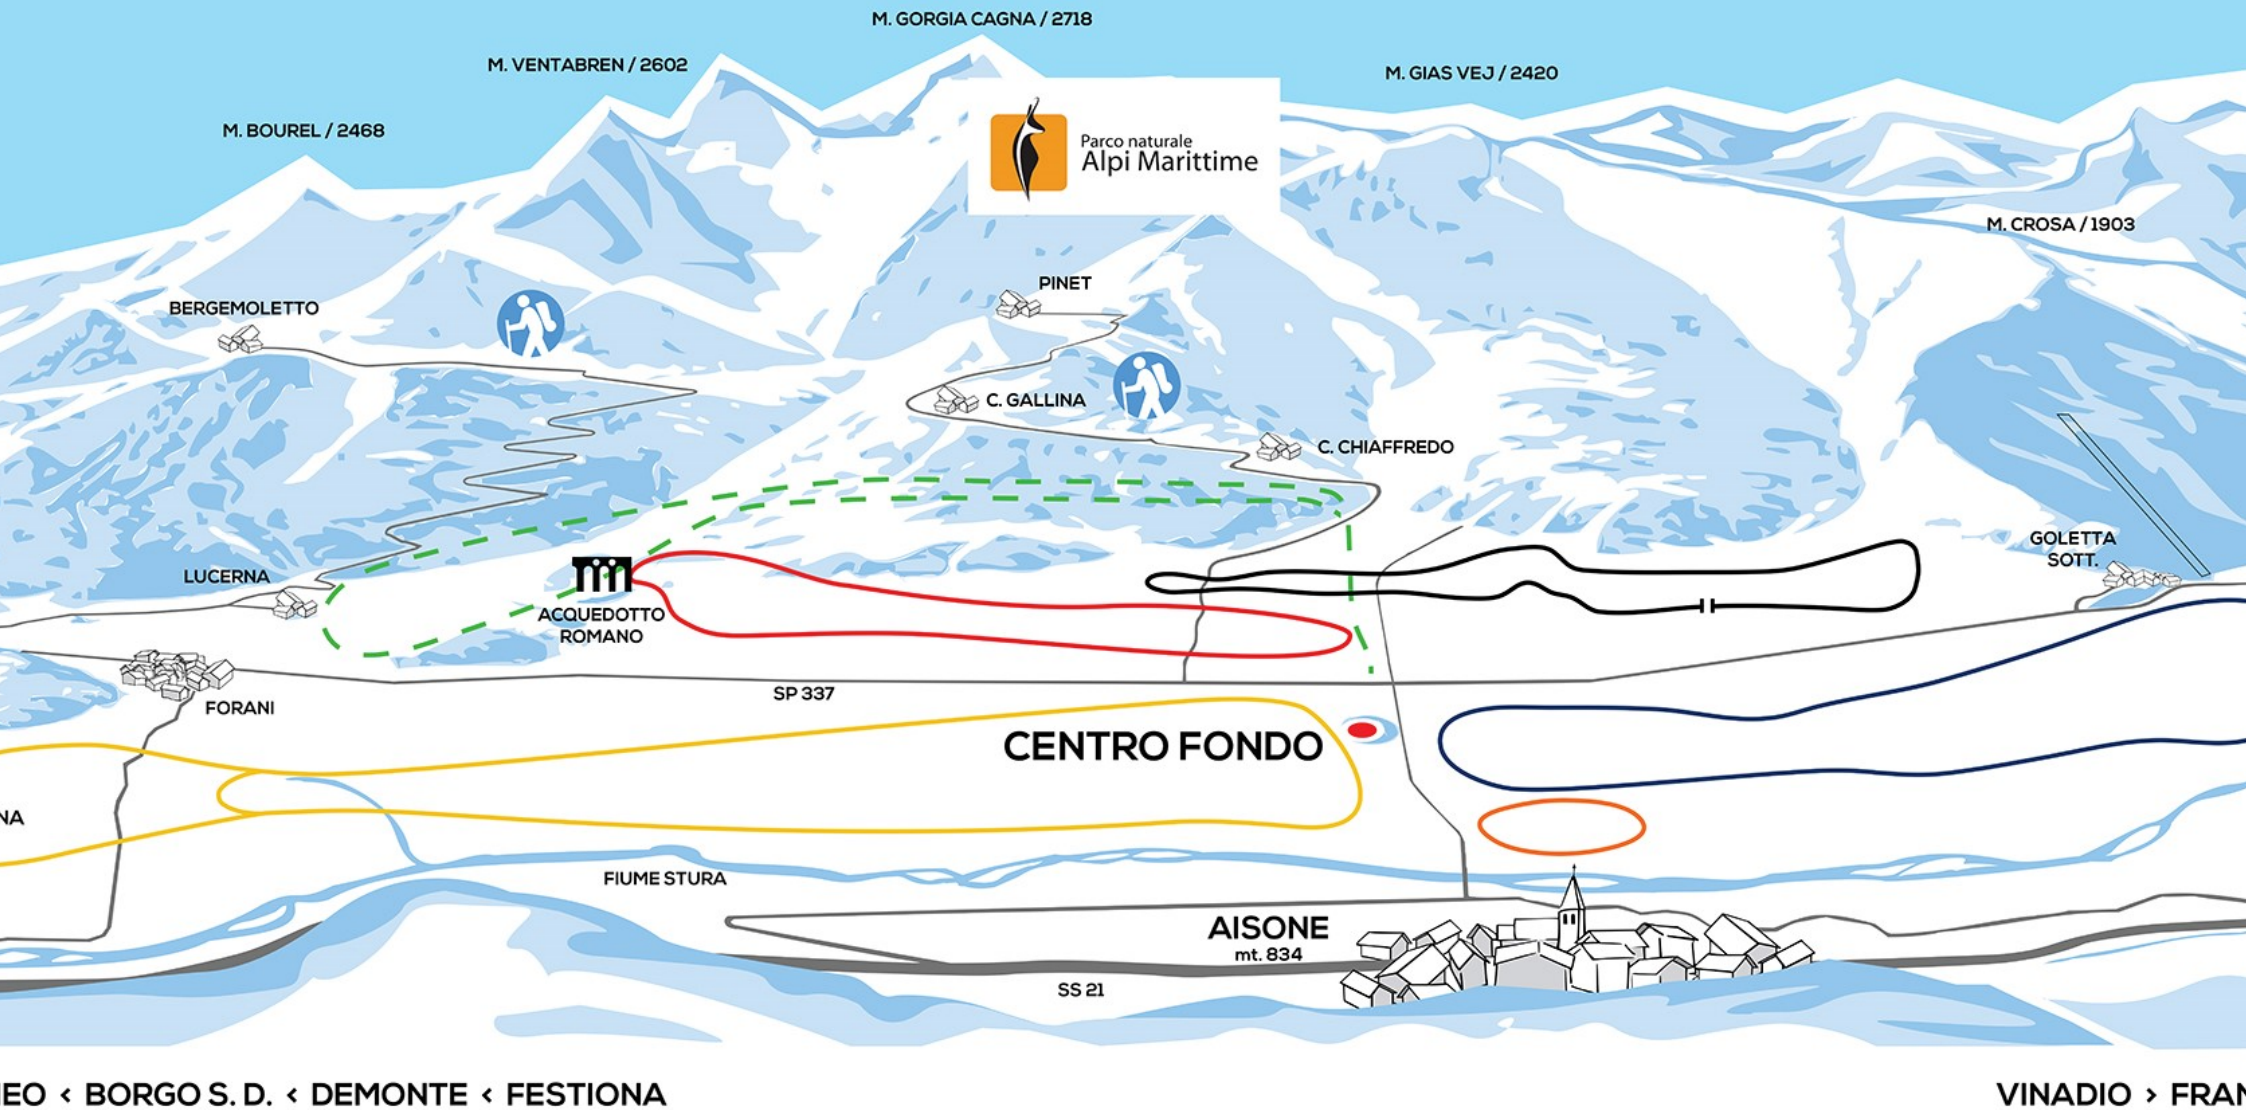 M. GORGIA CAGNA / 2718
M. VENTABREN / 2602
M. GIAS VEJ / 2420
M. BOUREL / 2468
Parco naturale
Alpi Marittime
M. CROSA / 1903
PINET
BERGEMOLETTO
C. GALLINA
C. CHIAFFREDO
GOLETTA
SOTT.
LUCERNA
ACQUEDOTTO
ROMANO
SP 337
FORANI
CENTRO FONDO
NA
FIUME STURA
AISONE
mt. 834
SS 21
NEO < BORGO S. D. < DEMONTE < FESTIONA
VINADIO > FRAN